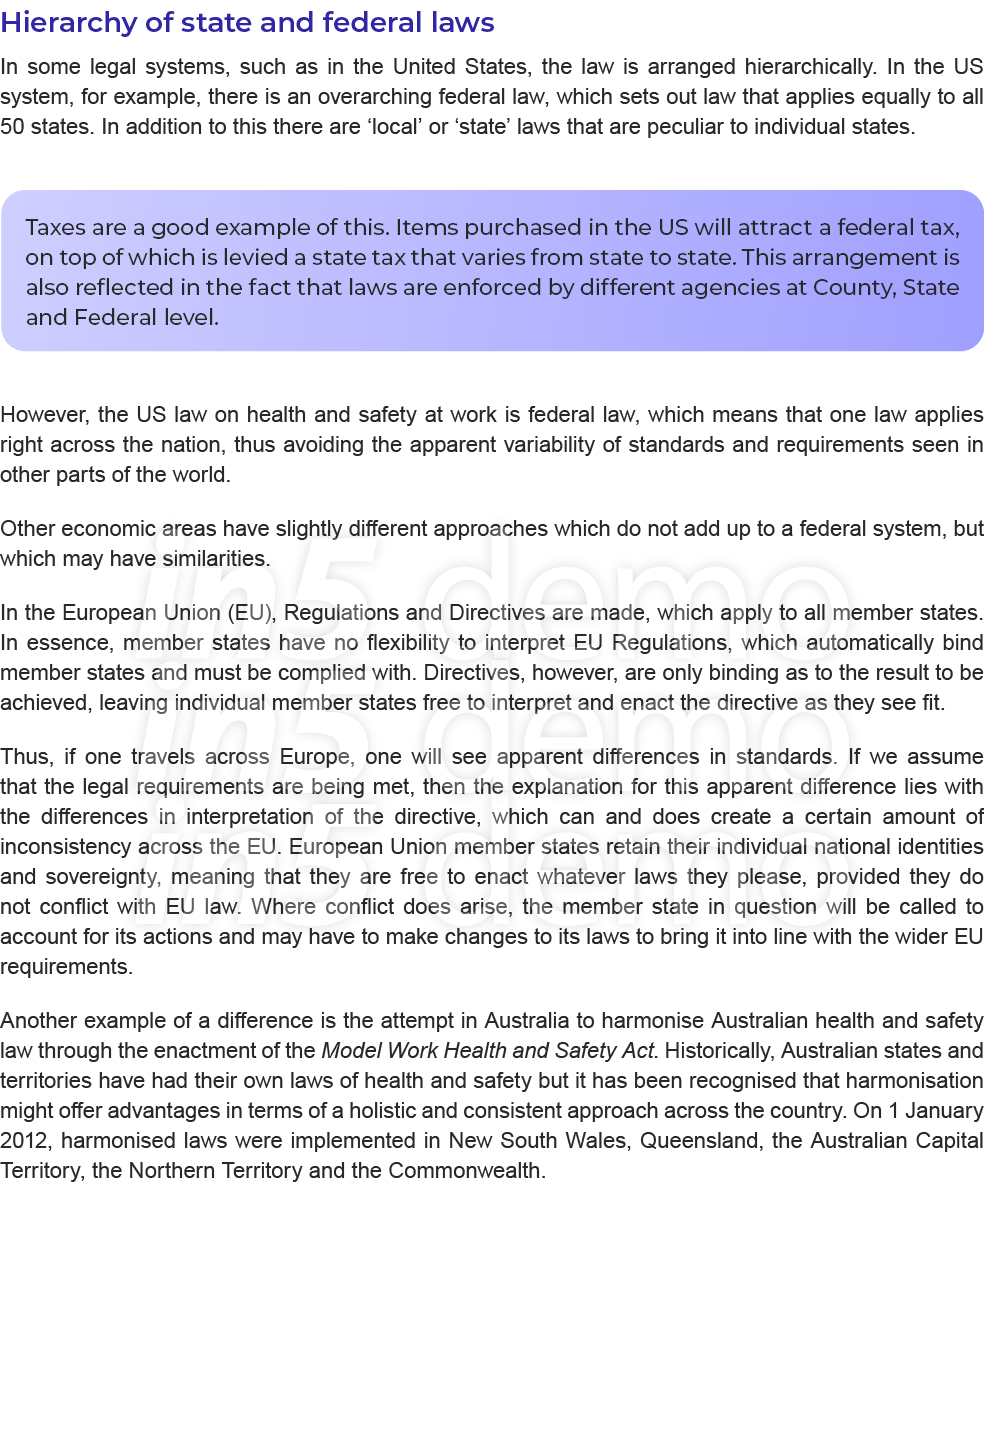 Hierarchy of state and federal laws
In some legal systems, such as in the United States, the law is arranged hierarchically. In the US
system, for example, there is an overarching federal law, which sets out law that applies equally to all
50 states. In addition to this there are ‘local’ or ‘state’ laws that are peculiar to individual states.
Taxes are a good example of this. Items purchased in the US will attract a federal tax,
on top of which is levied a state tax that varies from state to state. This arrangement is
also reflected in the fact that laws are enforced by different agencies at County, State
and Federal level.
However, the US law on health and safety at work is federal law, which means that one law applies
right across the nation, thus avoiding the apparent variability of standards and requirements seen in
other parts of the world.
Other economic areas have slightly different approaches which do not add up to a federal system, but
which may have similarities.
In the European Union (EU), Regulations and Directives are made, which apply to all member states.
In essence, member states have no flexibility to interpret EU Regulations, which automatically bind
member states and must be complied with. Directives, however, are only binding as to the result to be
achieved, leaving individual member states free to interpret and enact the directive as they see fit.
Thus, if one travels across Europe, one will see apparent differences in standards. If we assume
that the legal requirements are being met, then the explanation for this apparent difference lies with
the differences in interpretation of the directive, which can and does create a certain amount of
inconsistency across the EU. European Union member states retain their individual national identities
and sovereignty, meaning that they are free to enact whatever laws they please, provided they do
not conflict with EU law. Where conflict does arise, the member state in question will be called to
account for its actions and may have to make changes to its laws to bring it into line with the wider EU
requirements.
Another example of a difference is the attempt in Australia to harmonise Australian health and safety
law through the enactment of the Model Work Health and Safety Act. Historically, Australian states and
territories have had their own laws of health and safety but it has been recognised that harmonisation
might offer advantages in terms of a holistic and consistent approach across the country. On 1 January
2012, harmonised laws were implemented in New South Wales, Queensland, the Australian Capital
Territory, the Northern Territory and the Commonwealth.
in5 demo
in5 demo
in5 demo